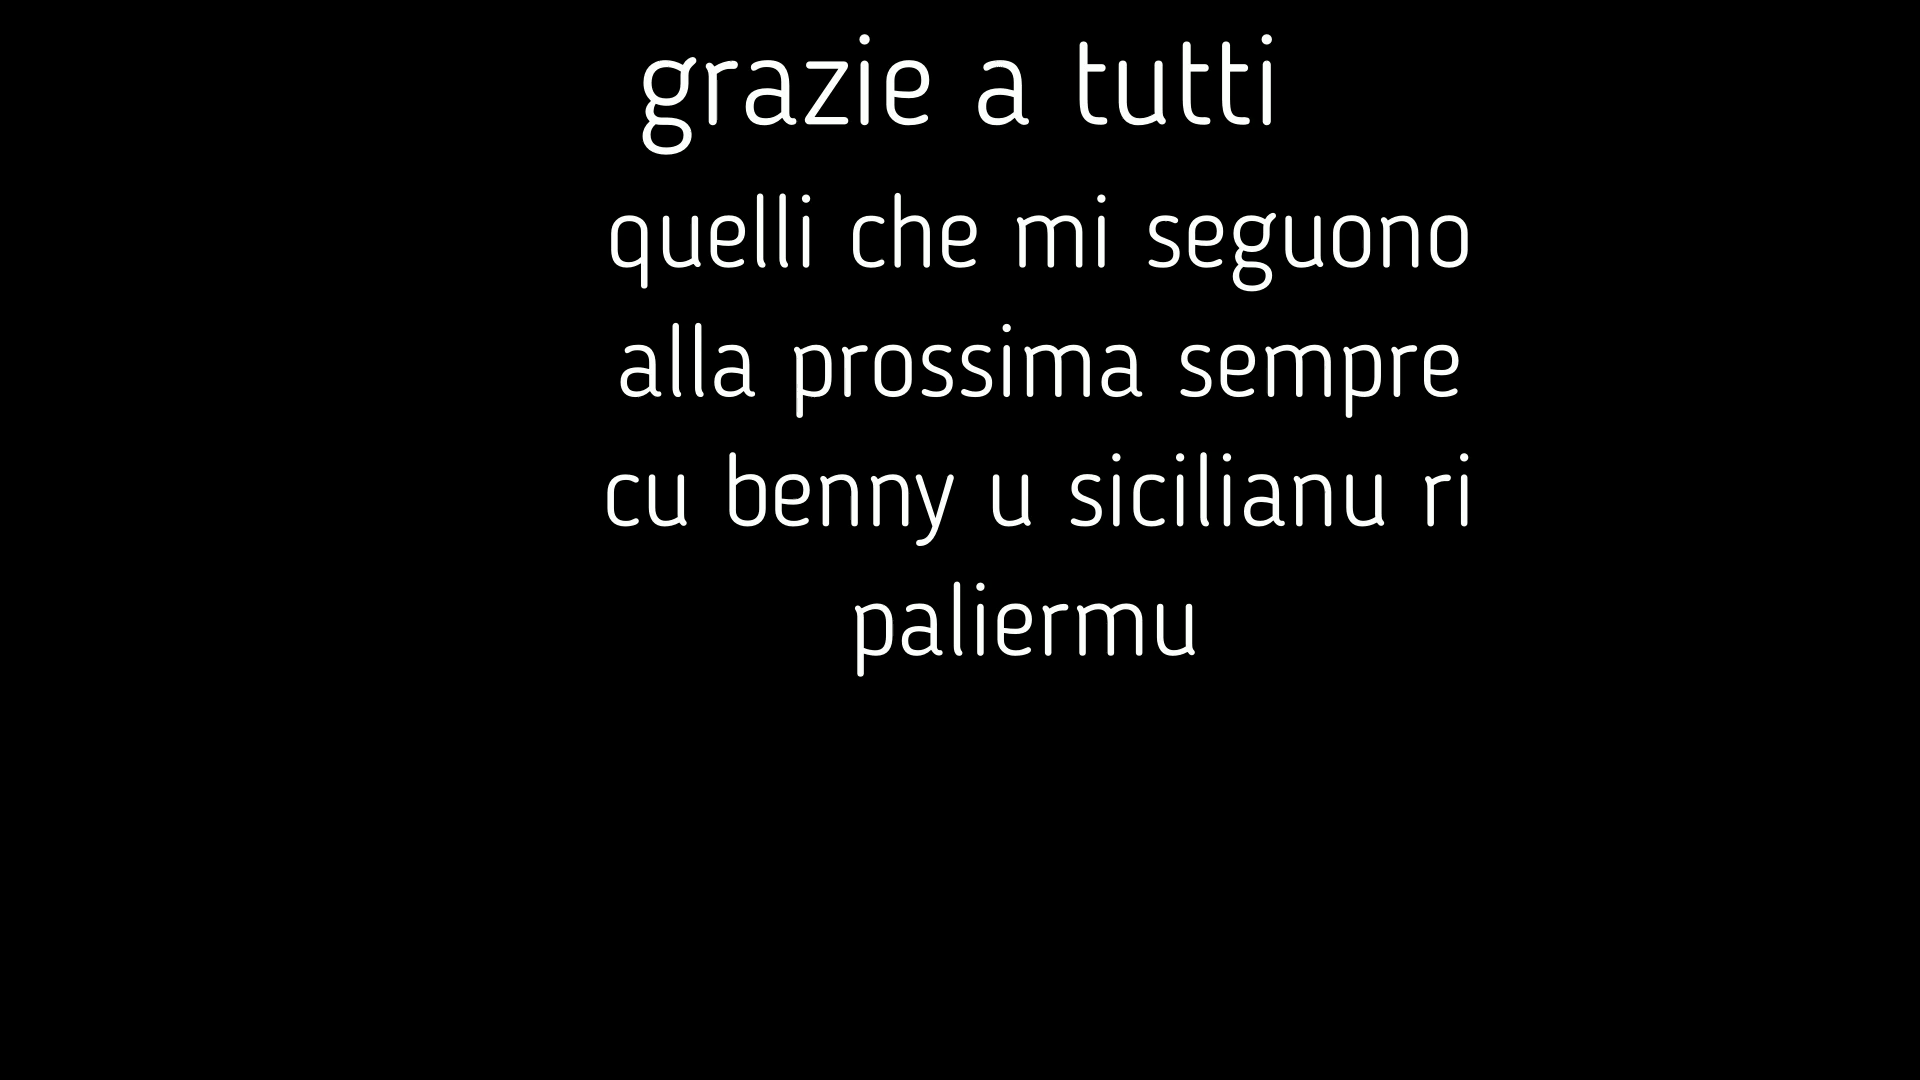 grazie a tutti
quelli che mi seguono
alla prossima sempre
cu benny u sicilianu ri
paliermu